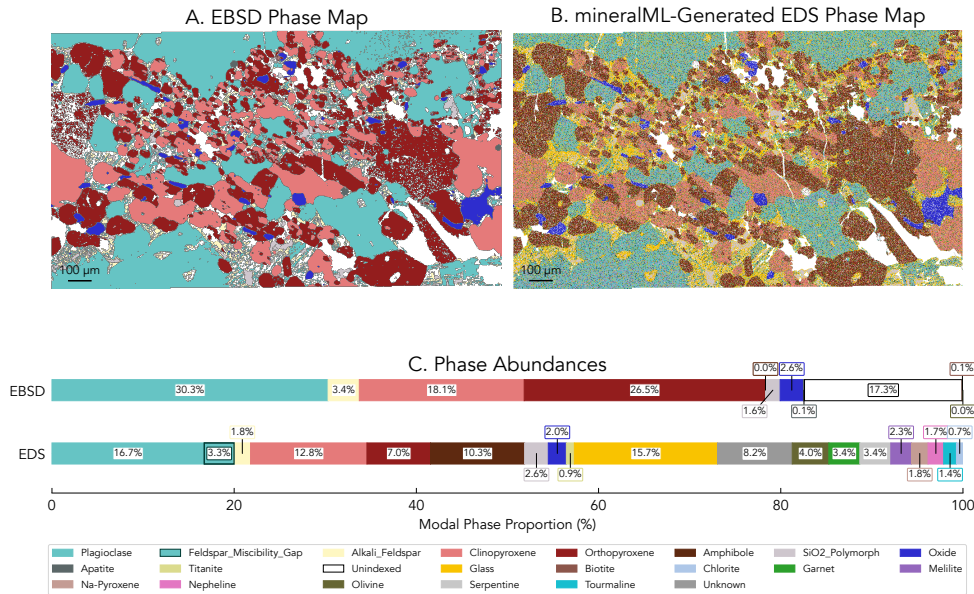 A. EBSD Phase Map
B. mineralML-Generated EDS Phase Map
100 μm
100 μm
C. Phase Abundances
0.0%
2.6%
0.1%
EBSD
30.3%
3.4%
18.1%
26.5%
17.3%
1.6%
0.1%
0.0%
1.8%
2.0%
2.3%
1.7%
0.7%
EDS
16.7%
3.3%
12.8%
7.0%
10.3%
15.7%
8.2%
4.0%
3.4%
3.4%
2.6%
0.9%
1.8%
1.4%
0 20 40 60 80 100
Modal Phase Proportion (%)
Plagioclase Feldspar_Miscibility_Gap Alkali_Feldspar Clinopyroxene Orthopyroxene Amphibole SiO2_Polymorph Oxide
Apatite Titanite Unindexed Glass Biotite Chlorite Garnet Melilite
Na-Pyroxene Nepheline Olivine Serpentine Tourmaline Unknown